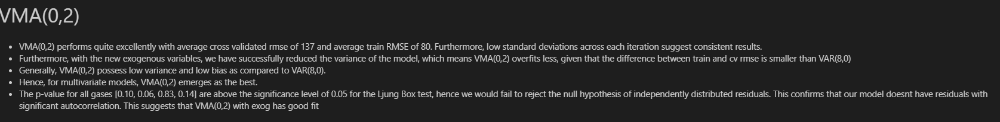 VMA(0,2)
• VMA(0,2) performs quite excellently with average cross validated rmse of 137 and average train RMSE of 80. Furthermore, low standard deviations across each iteration suggest consistent results.
• Furthermore, with the new exogenous variables, we have successfully reduced the variance of the model, which means VMA(0,2) overfits less, given that the difference between train and cv rmse is smaller than VAR(8,0)
• Generally, VMA(0,2) possess low variance and low bias as compared to VAR(8,0).
• Hence, for multivariate models, VMA(0,2) emerges as the best.
• The p-value for all gases [0.10, 0.06, 0.83, 0.14] are above the significance level of 0.05 for the Ljung Box test, hence we would fail to reject the null hypothesis of independently distributed residuals. This confirms that our model doesnt have residuals with
significant autocorrelation. This suggests that VMA(0,2) with exog has good fit